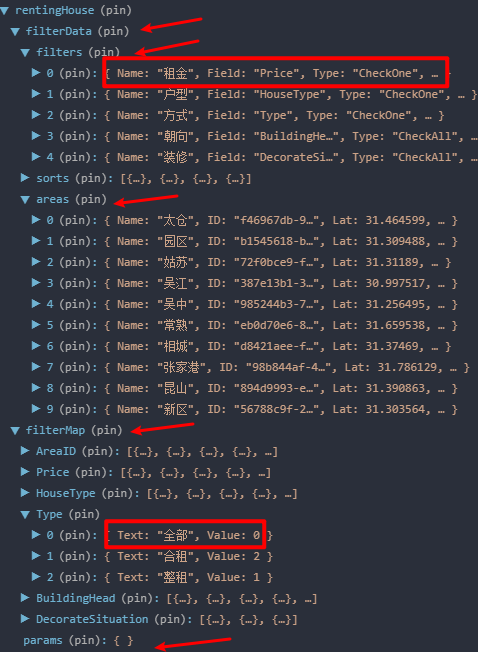 ▼ rentingHouse (pin)
▼ filterData (pin)
▼ filters (pin)
▶ 0 (pin): { Name: "租金", Field: "Price", Type: "CheckOne", … }
▶ 1 (pin): { Name: "户型", Field: "HouseType", Type: "CheckOne", … }
▶ 2 (pin): { Name: "方式", Field: "Type", Type: "CheckOne", … }
▶ 3 (pin): { Name: "朝向", Field: "BuildingHe…", Type: "CheckAll", … }
▶ 4 (pin): { Name: "装修", Field: "DecorateSi…", Type: "CheckAll", … }
▶ sorts (pin): [{…}, {…}, {…}, {…}]
▼ areas (pin)
▶ 0 (pin): { Name: "太仓", ID: "f46967db-9…", Lat: 31.464599, … }
▶ 1 (pin): { Name: "园区", ID: "b1545618-b…", Lat: 31.309488, … }
▶ 2 (pin): { Name: "姑苏", ID: "72f0bce9-f…", Lat: 31.31189, … }
▶ 3 (pin): { Name: "吴江", ID: "387e13b1-3…", Lat: 30.997517, … }
▶ 4 (pin): { Name: "吴中", ID: "985244b3-7…", Lat: 31.256495, … }
▶ 5 (pin): { Name: "常熟", ID: "eb0d70e6-8…", Lat: 31.659538, … }
▶ 6 (pin): { Name: "相城", ID: "d8421aee-f…", Lat: 31.37469, … }
▶ 7 (pin): { Name: "张家港", ID: "98b844af-4…", Lat: 31.786129, … }
▶ 8 (pin): { Name: "昆山", ID: "894d9993-e…", Lat: 31.390863, … }
▶ 9 (pin): { Name: "新区", ID: "56788c9f-2…", Lat: 31.303564, … }
▼ filterMap (pin)
▶ AreaID (pin): [{…}, {…}, {…}, {…}, …]
▶ Price (pin): [{…}, {…}, {…}, {…}, …]
▶ HouseType (pin): [{…}, {…}, {…}, {…}, …]
▼ Type (pin)
▶ 0 (pin): { Text: "全部", Value: 0 }
▶ 1 (pin): { Text: "合租", Value: 2 }
▶ 2 (pin): { Text: "整租", Value: 1 }
▶ BuildingHead (pin): [{…}, {…}, {…}, {…}, …]
▶ DecorateSituation (pin): [{…}, {…}, {…}]
params (pin): { }